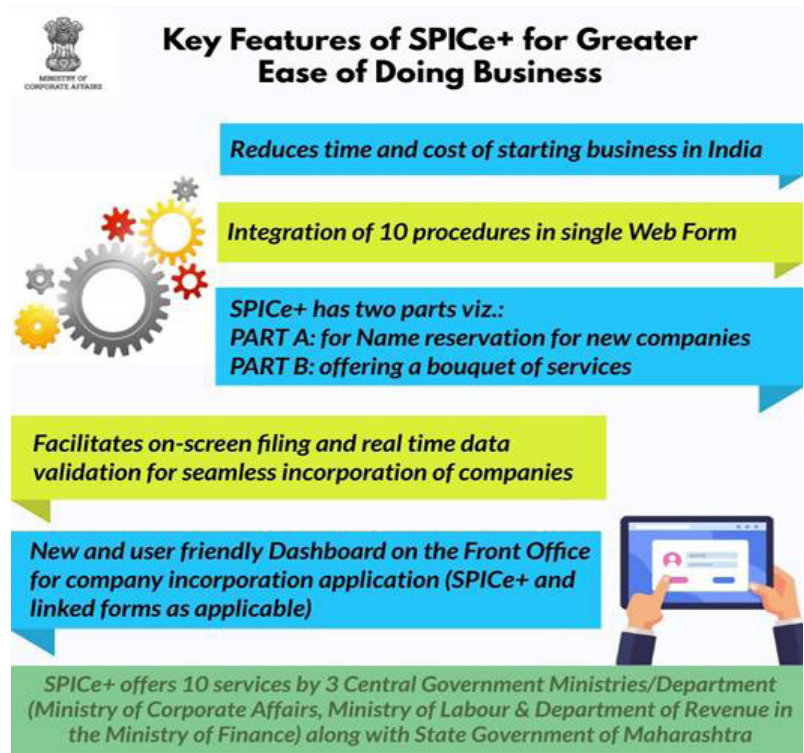 Key Features of SPICe+ for Greater
Ease of Doing Business
MINISTRY OF
CORPORATE AFFAIRS
Reduces time and cost of starting business in India
Integration of 10 procedures in single Web Form
SPICe+ has two parts viz.:
PART A: for Name reservation for new companies
PART B: offering a bouquet of services
Facilitates on-screen filing and real time data
validation for seamless incorporation of companies
New and user friendly Dashboard on the Front Office
for company incorporation application (SPICe+ and
linked forms as applicable)
SPICe+ offers 10 services by 3 Central Government Ministries/Department
(Ministry of Corporate Affairs, Ministry of Labour & Department of Revenue in
the Ministry of Finance) along with State Government of Maharashtra